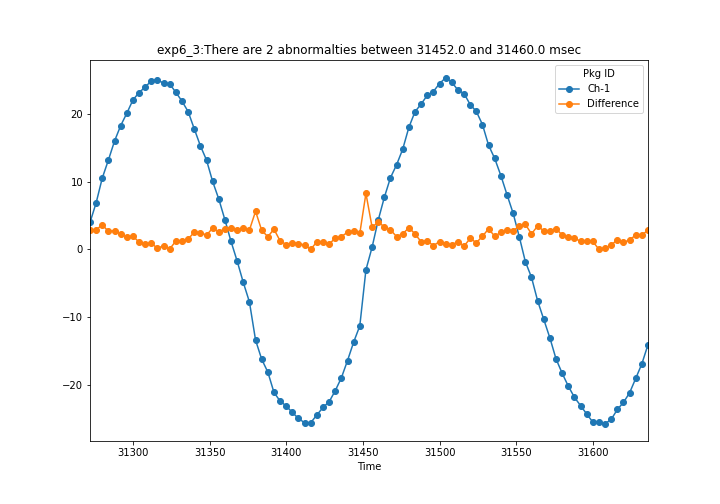 exp6_3:There are 2 abnormalties between 31452.0 and 31460.0 msec
Pkg ID
Ch-1
Difference
20
10
0
−10
−20
31300 31350 31400 31450 31500 31550 31600
Time